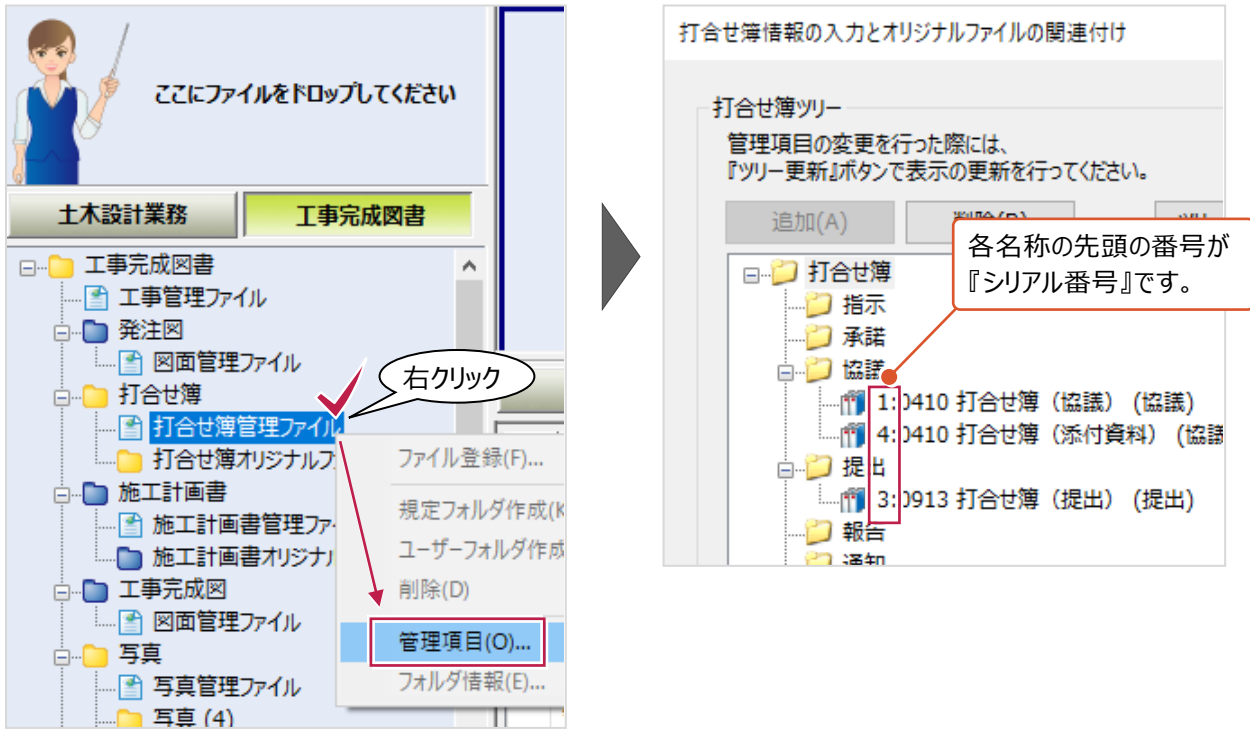 ここにファイルをドロップしてください
土木設計業務
工事完成図書
工事完成図書
工事管理ファイル
発注図
図面管理ファイル
打合せ簿
打合せ簿管理ファイル
打合せ簿オリジナルフ
施工計画書
施工計画書管理ファ
施工計画書オリジナル
工事完成図
図面管理ファイル
写真
写真管理ファイル
写真 (4)
右クリック
ファイル登録(F)...
規定フォルダ作成(K
ユーザーフォルダ作成
削除(D)
管理項目(O)...
フォルダ情報(E)...
打合せ簿情報の入力とオリジナルファイルの関連付け
打合せ簿ツリー
管理項目の変更を行った際には、
『ツリー更新』ボタンで表示の更新を行ってください。
追加(A)
各名称の先頭の番号が
『シリアル番号』です。
打合せ簿
指示
承諾
協議
1:0410 打合せ簿（協議） (協議)
4:0410 打合せ簿（添付資料） (協議
提出
3:0913 打合せ簿（提出） (提出)
報告
通知